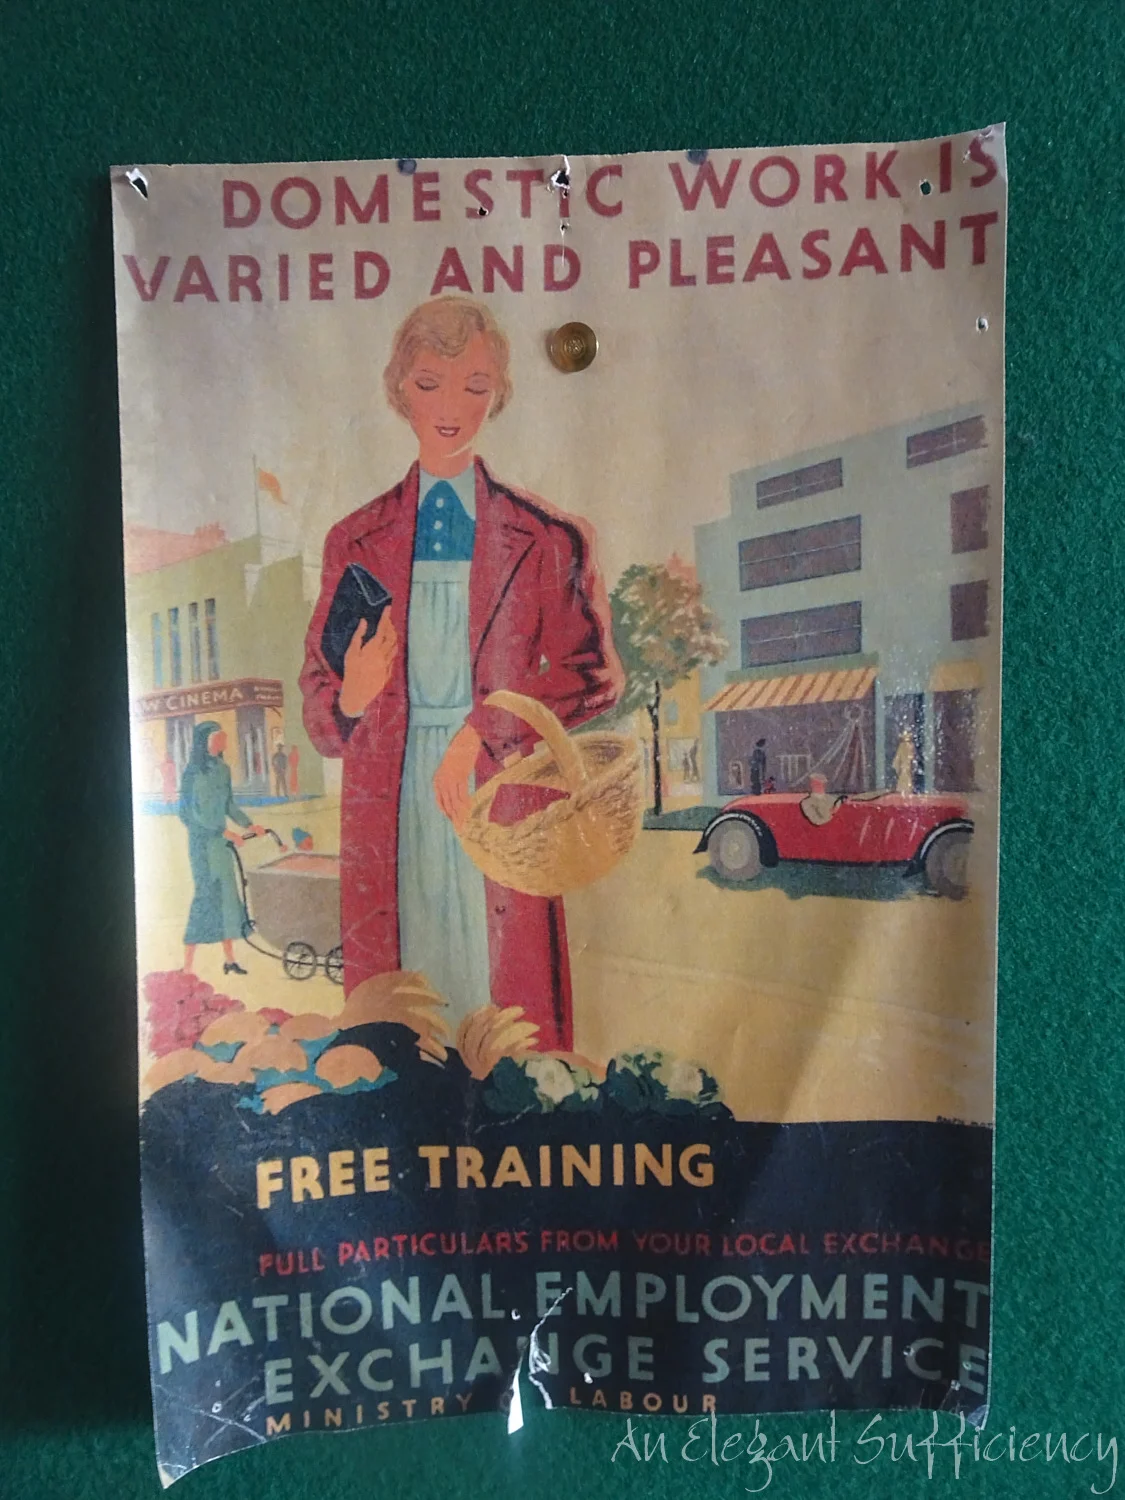 DOMESTIC WORK IS
VARIED AND PLEASANT
CINEMA
FREE TRAINING
FULL PARTICULARS FROM YOUR LOCAL EXCHANGE
NATIONAL EMPLOYMENT
EXCHANGE SERVICE
MINISTRY LABOUR
An Elegant Sufficiency